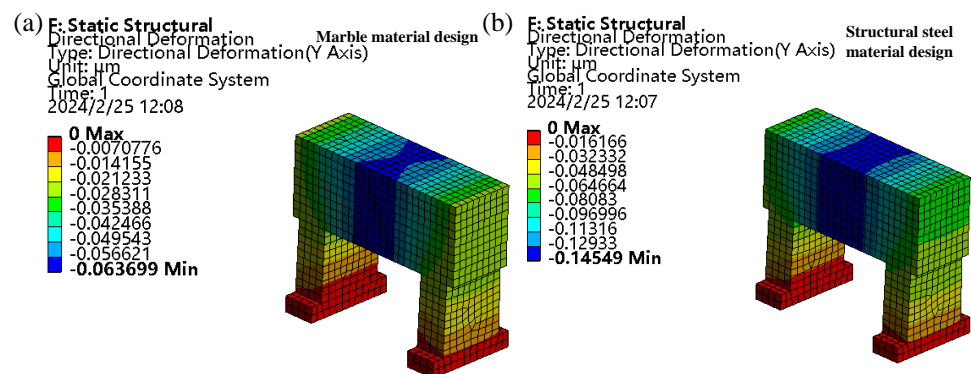 (a)
F: Static Structural
Directional Deformation
Type: Directional Deformation(Y Axis)
Unit: μm
Global Coordinate System
Time: 1
2024/2/25 12:08
Marble material design
0 Max
-0.0070776
-0.014155
-0.021233
-0.028311
-0.035388
-0.042466
-0.049543
-0.056621
-0.063699 Min
(b)
F: Static Structural
Directional Deformation
Type: Directional Deformation(Y Axis)
Unit: μm
Global Coordinate System
Time: 1
2024/2/25 12:07
Structural steel
material design
0 Max
-0.016166
-0.032332
-0.048498
-0.064664
-0.08083
-0.096996
-0.11316
-0.12933
-0.14549 Min